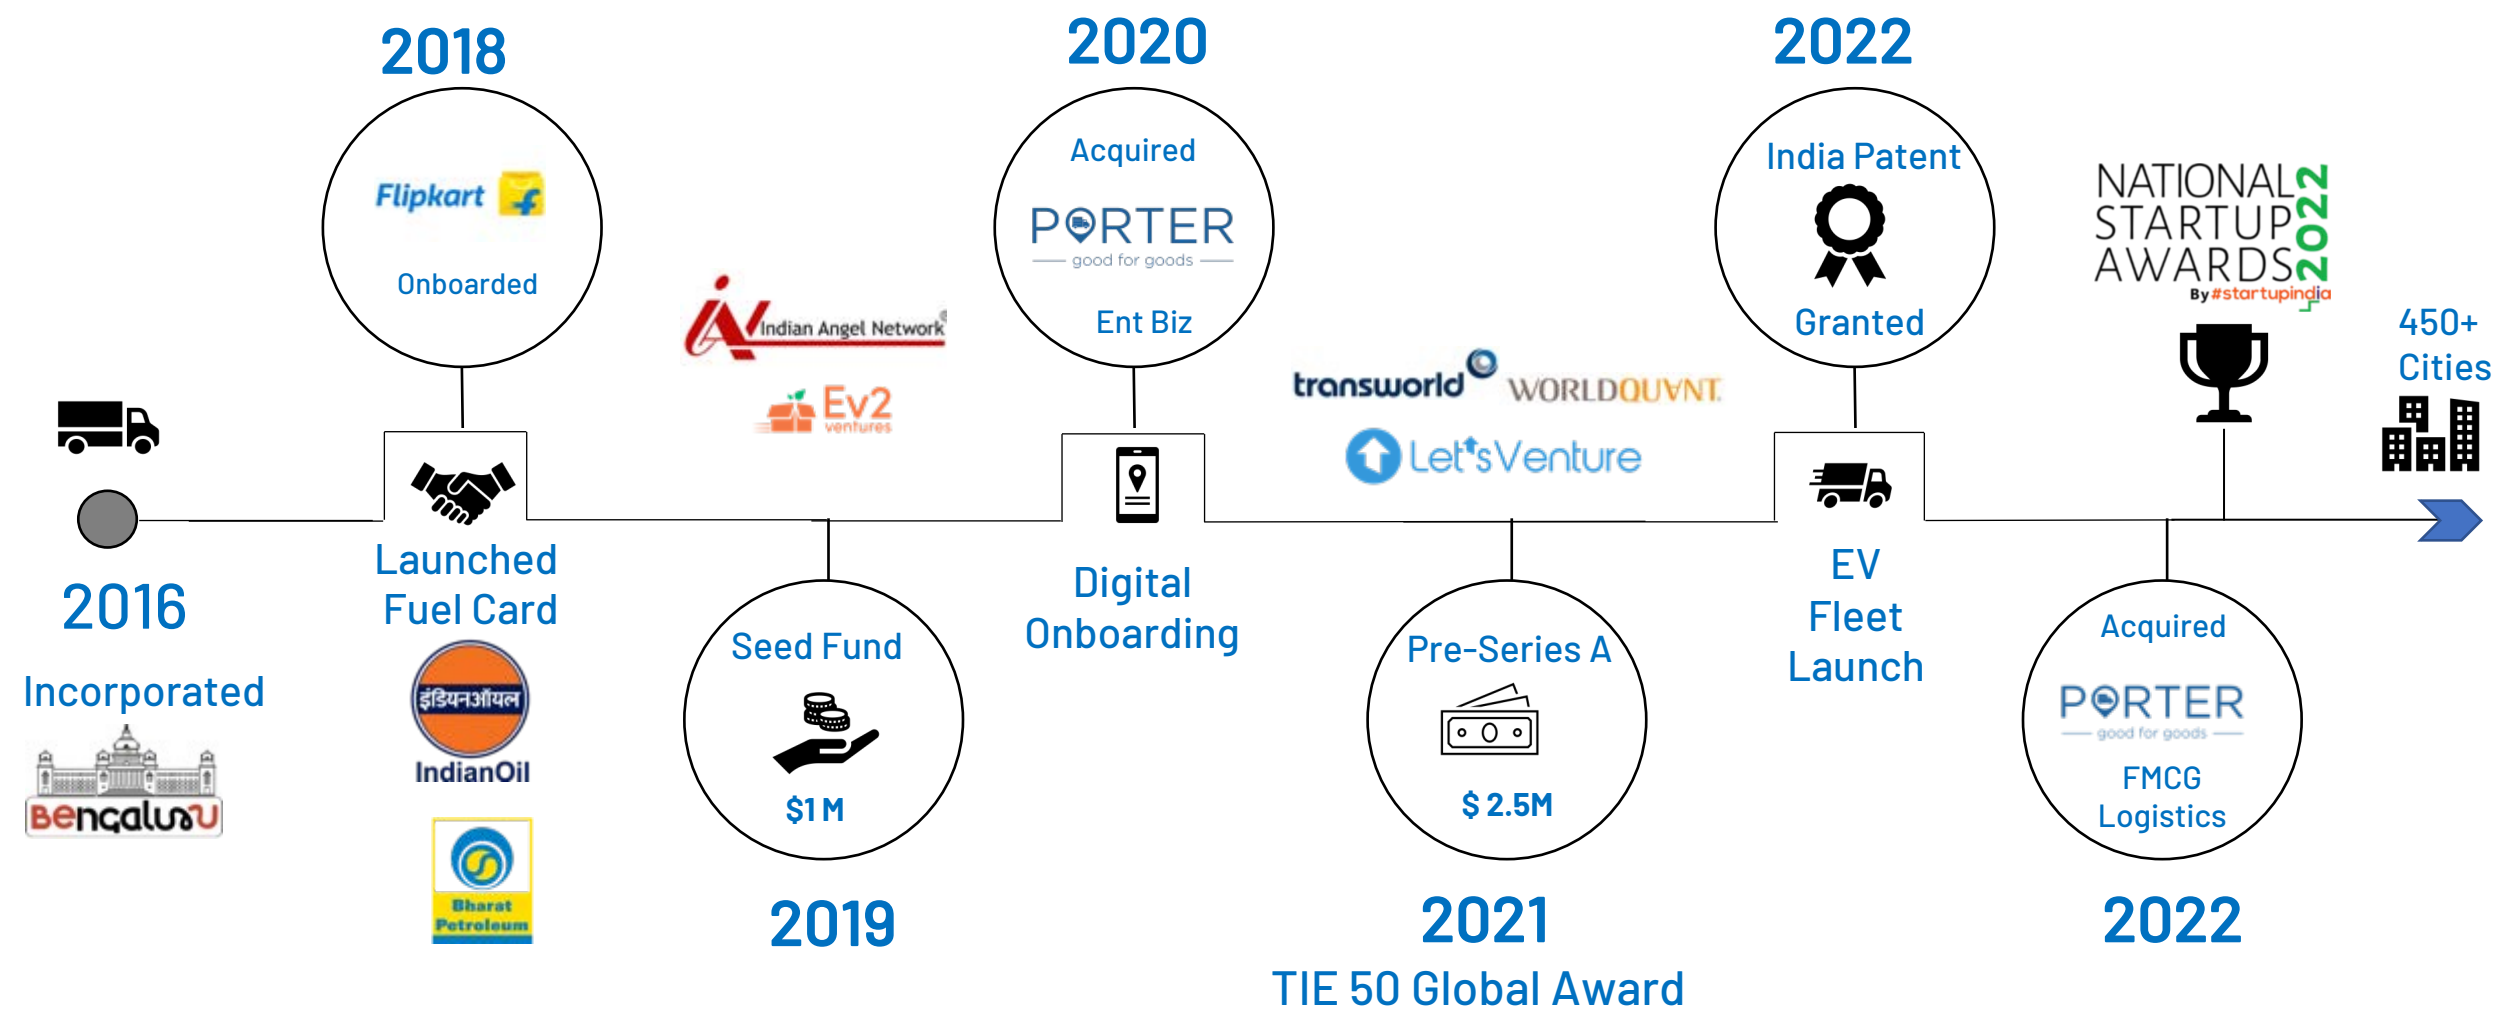 2018
Flipkart
Onboarded
2020
Acquired
PORTER
good for goods
Ent Biz
2022
India Patent
Granted
NATIONAL
STARTUP
AWARDS
2022
By #startupindia
450+
Cities
Indian Angel Network
Ev2
ventures
transworld
WORLDQUANT
Let'sVenture
2016
Incorporated
Bengaluru
Launched
Fuel Card
इंडियनऑयल
IndianOil
Bharat
Petroleum
Seed Fund
$1 M
2019
Digital
Onboarding
Pre-Series A
$ 2.5M
2021
TIE 50 Global Award
EV
Fleet
Launch
Acquired
PORTER
good for goods
FMCG
Logistics
2022